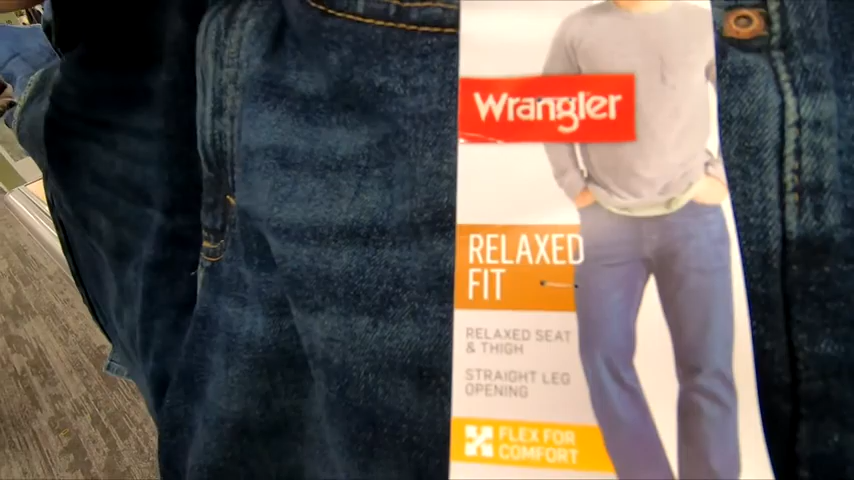 Wrangler
RELAXED
FIT
RELAXED SEAT
& THIGH
STRAIGHT LEG
OPENING
FLEX FOR
COMFORT